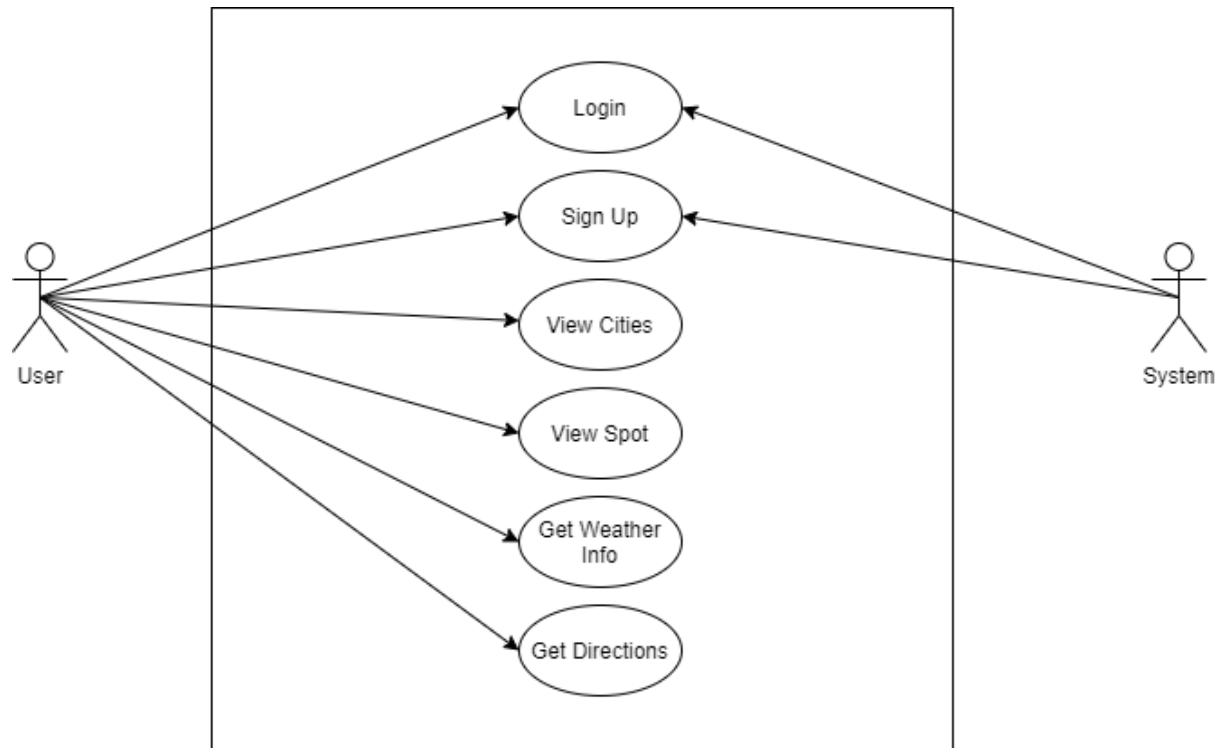 Login
Sign Up
View Cities
User
System
View Spot
Get Weather
Info
Get Directions